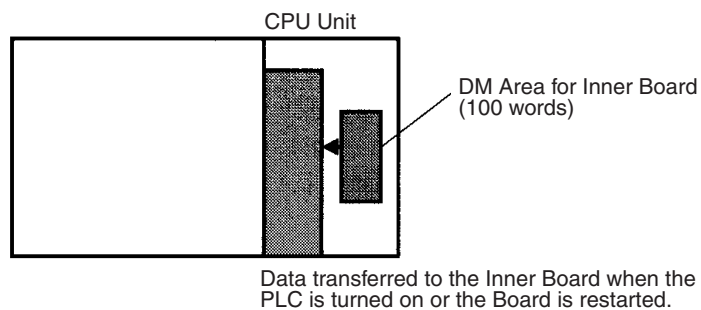 CPU Unit
DM Area for Inner Board
(100 words)
Data transferred to the Inner Board when the
PLC is turned on or the Board is restarted.